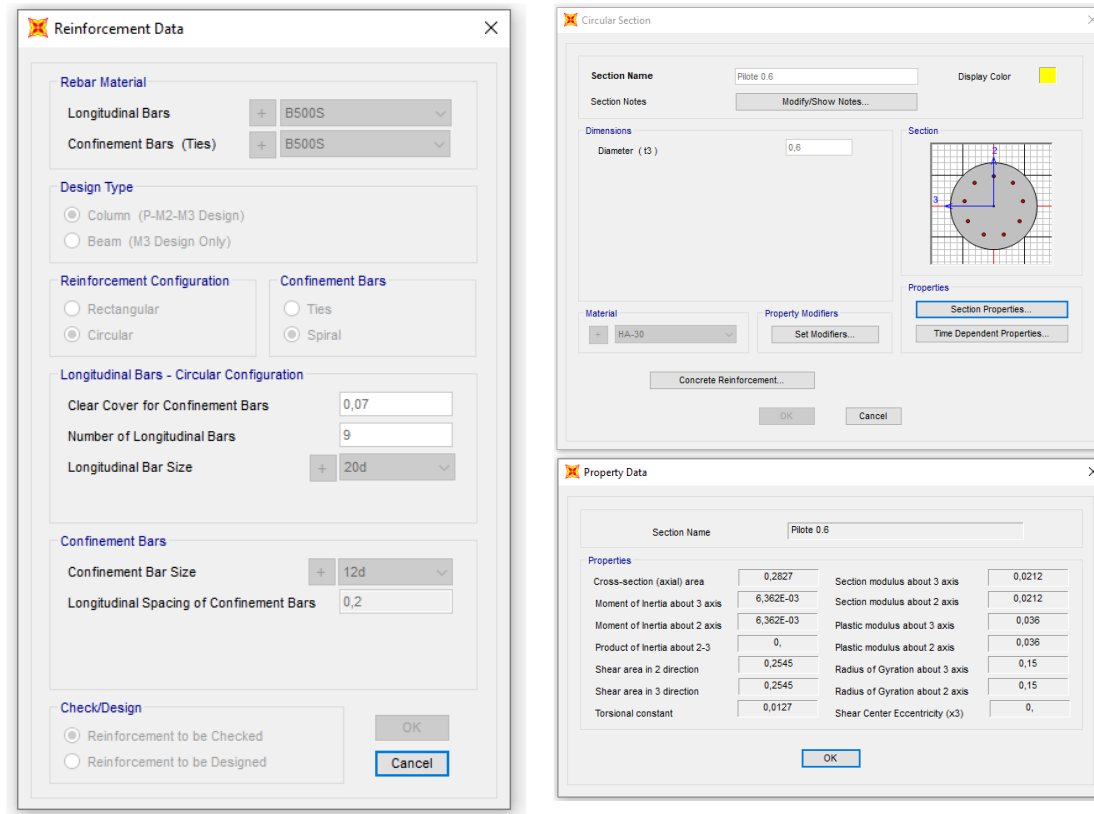 Reinforcement Data
Rebar Material
Longitudinal Bars + B500S
Confinement Bars (Ties) + B500S
Design Type
Column (P-M2-M3 Design)
Beam (M3 Design Only)
Reinforcement Configuration
Rectangular
Circular
Confinement Bars
Ties
Spiral
Longitudinal Bars - Circular Configuration
Clear Cover for Confinement Bars 0,07
Number of Longitudinal Bars 9
Longitudinal Bar Size + 20d
Confinement Bars
Confinement Bar Size + 12d
Longitudinal Spacing of Confinement Bars 0,2
Check/Design
Reinforcement to be Checked
Reinforcement to be Designed
OK
Cancel
Circular Section
Section Name Pilote 0.6 Display Color
Section Notes Modify/Show Notes...
Dimensions
Diameter ( t3 ) 0,6
Section
2
3
Properties
Section Properties...
Time Dependent Properties...
Material
+ HA-30
Property Modifiers
Set Modifiers...
Concrete Reinforcement...
OK Cancel
Property Data
Section Name Pilote 0.6
Properties
Cross-section (axial) area 0,2827
Moment of Inertia about 3 axis 6,362E-03
Moment of Inertia about 2 axis 6,362E-03
Product of Inertia about 2-3 0,
Shear area in 2 direction 0,2545
Shear area in 3 direction 0,2545
Torsional constant 0,0127
Section modulus about 3 axis 0,0212
Section modulus about 2 axis 0,0212
Plastic modulus about 3 axis 0,036
Plastic modulus about 2 axis 0,036
Radius of Gyration about 3 axis 0,15
Radius of Gyration about 2 axis 0,15
Shear Center Eccentricity (x3) 0,
OK